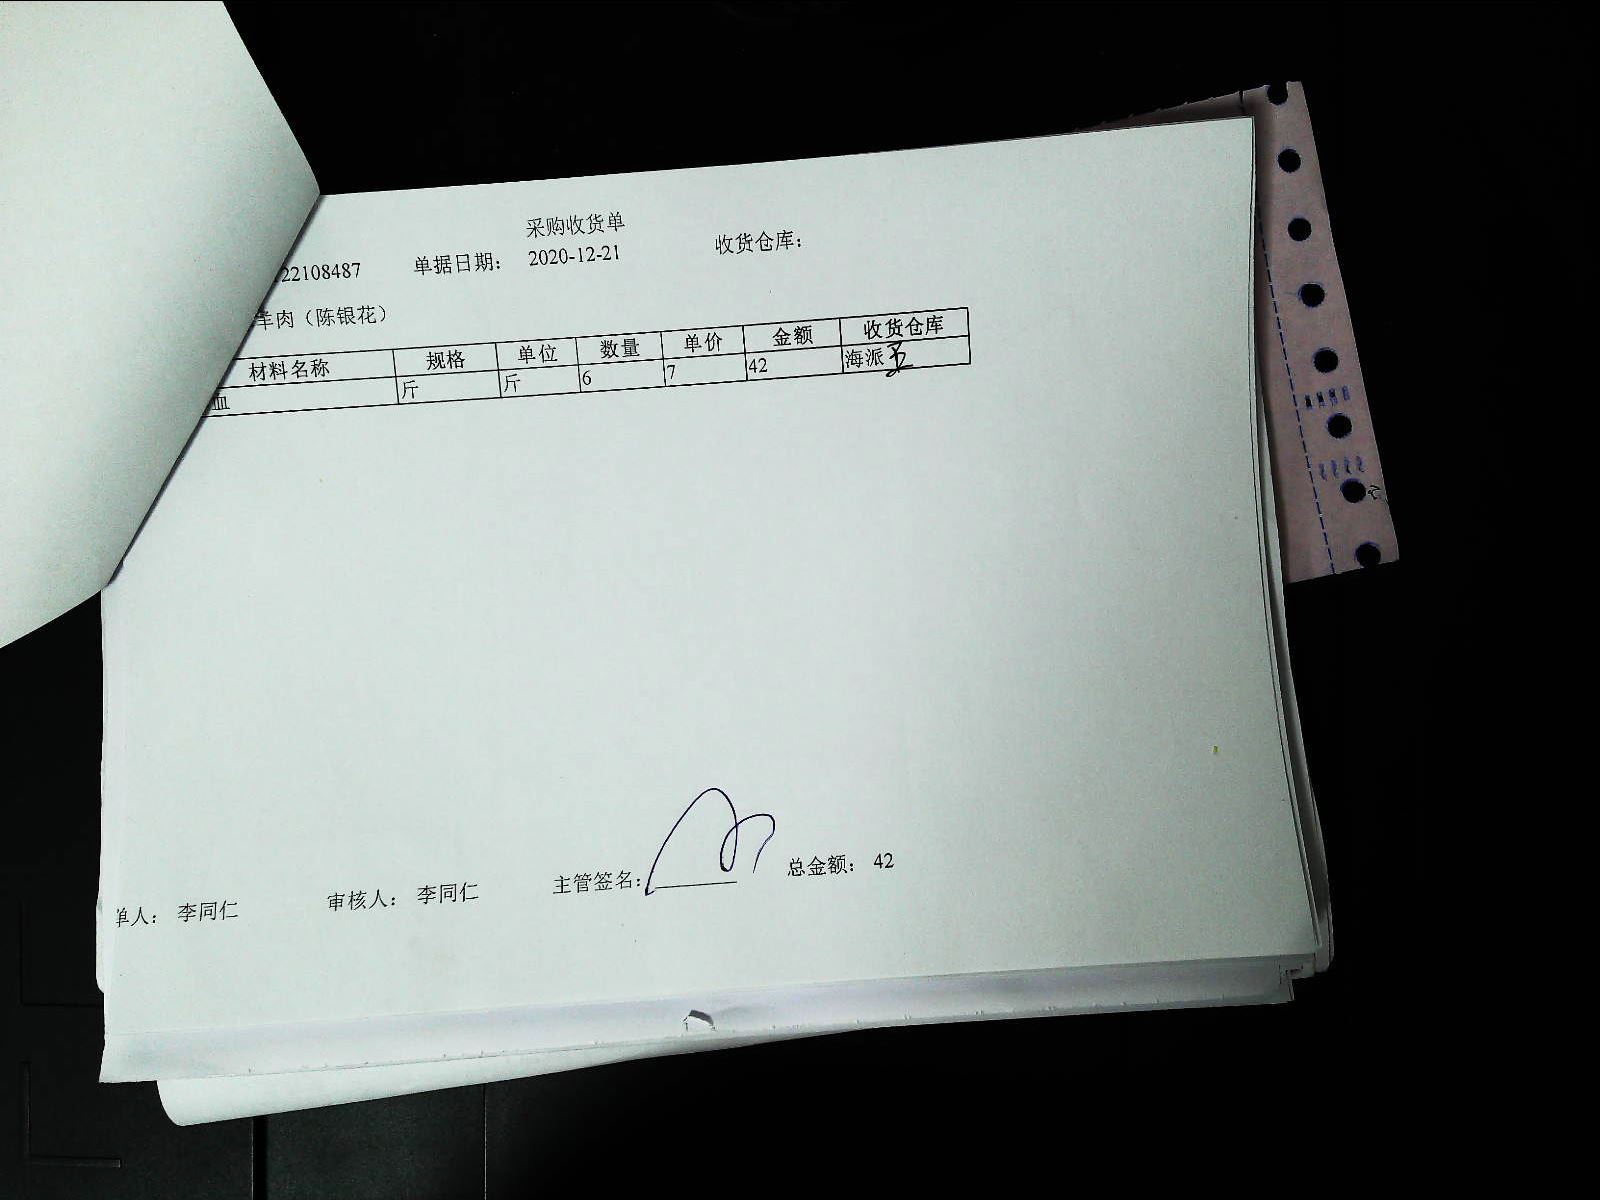 采购收货单
22108487 单据日期： 2020-12-21 收货仓库：
羊肉（陈银花）
材料名称 规格 单位 数量 单价 金额 收货仓库
血 斤 斤 6 7 42 海派
单人： 李同仁 审核人： 李同仁 主管签名： 总金额： 42